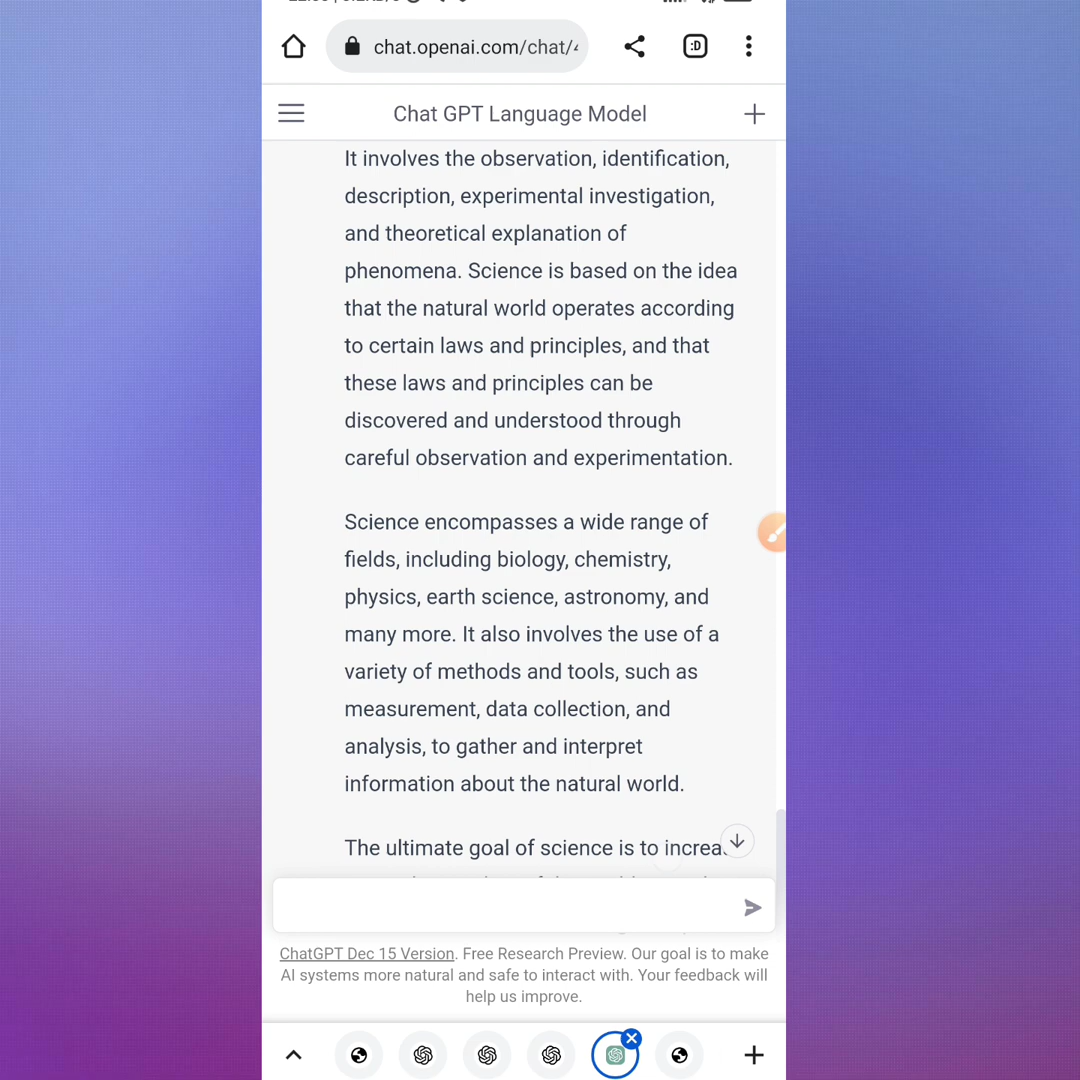 chat.openai.com/chat/
Chat GPT Language Model
It involves the observation, identification,
description, experimental investigation,
and theoretical explanation of
phenomena. Science is based on the idea
that the natural world operates according
to certain laws and principles, and that
these laws and principles can be
discovered and understood through
careful observation and experimentation.
Science encompasses a wide range of
fields, including biology, chemistry,
physics, earth science, astronomy, and
many more. It also involves the use of a
variety of methods and tools, such as
measurement, data collection, and
analysis, to gather and interpret
information about the natural world.
The ultimate goal of science is to
ChatGPT Dec 15 Version. Free Research Preview. Our goal is to make
AI systems more natural and safe to interact with. Your feedback will
help us improve.